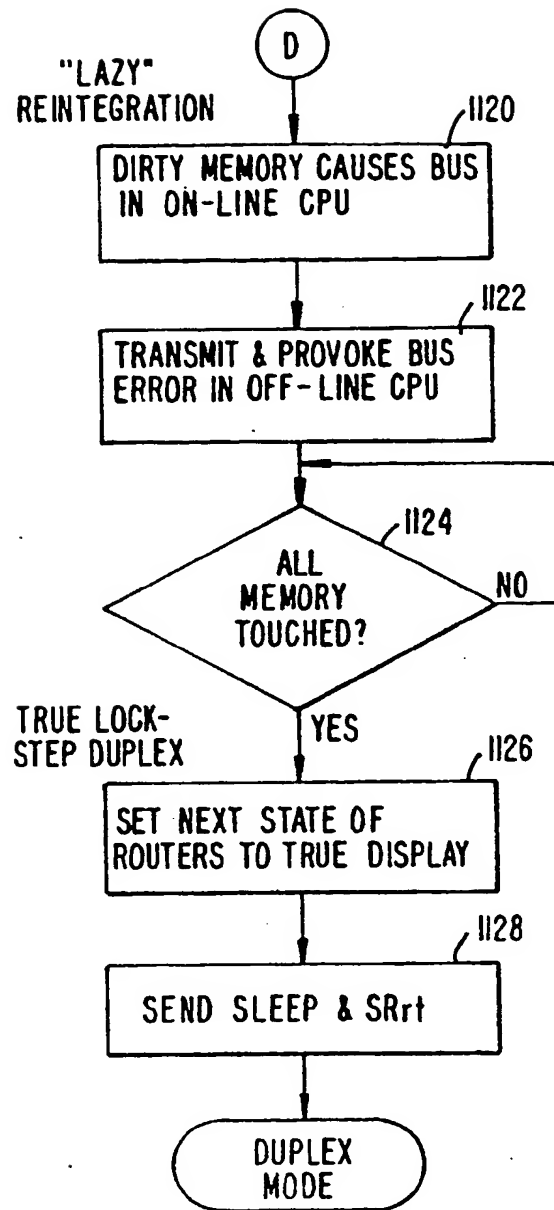 D
"LAZY"
REINTEGRATION
1120
DIRTY MEMORY CAUSES BUS
IN ON-LINE CPU
1122
TRANSMIT & PROVOKE BUS
ERROR IN OFF-LINE CPU
1124
ALL
MEMORY
TOUCHED?
NO
YES
TRUE LOCK-
STEP DUPLEX
1126
SET NEXT STATE OF
ROUTERS TO TRUE DISPLAY
1128
SEND SLEEP & SRrt
DUPLEX
MODE